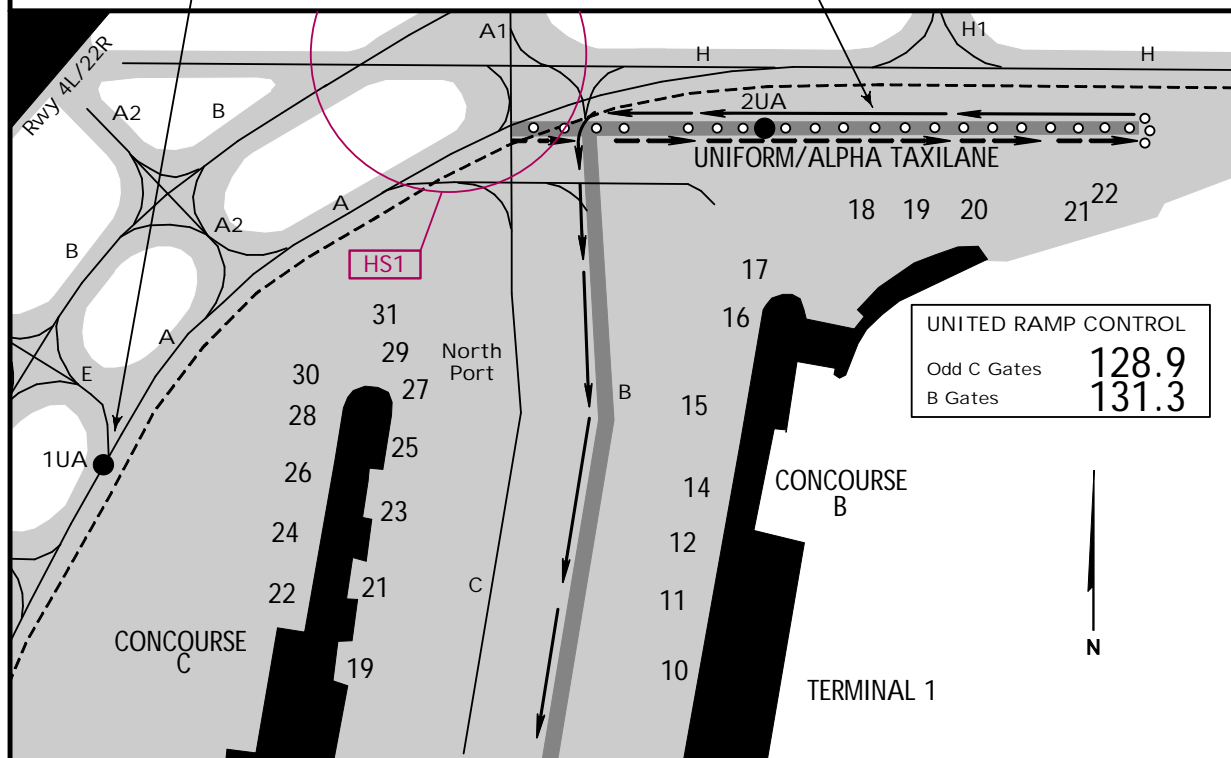 A1
H1
H
H
Rwy 4L/22R
A2
B
2UA
UNIFORM/ALPHA TAXILANE
A
A2
18
19
20
21
22
B
HS1
17
31
16
UNITED RAMP CONTROL
A
29
North
Port
Odd C Gates 128.9
E
30
27
B
B Gates 131.3
28
15
25
1UA
26
14
CONCOURSE
B
23
24
12
21
22
C
11
CONCOURSE
C
N
19
10
TERMINAL 1